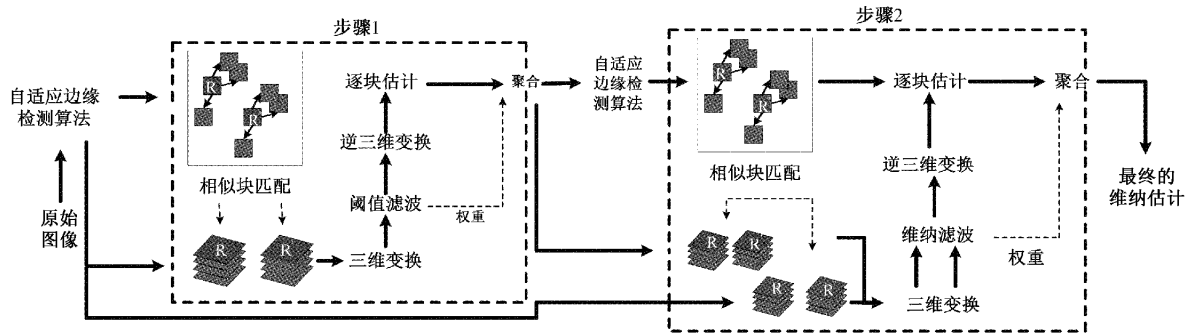 步骤1
步骤2
自适应边缘
检测算法
原始
图像
R
R
相似块匹配
R
R
三维变换
阈值滤波
逆三维变换
逐块估计
权重
聚合
自适应
边缘检
测算法
R
R
相似块匹配
R
R
R
R
三维变换
维纳滤波
逆三维变换
逐块估计
权重
聚合
最终的
维纳估计